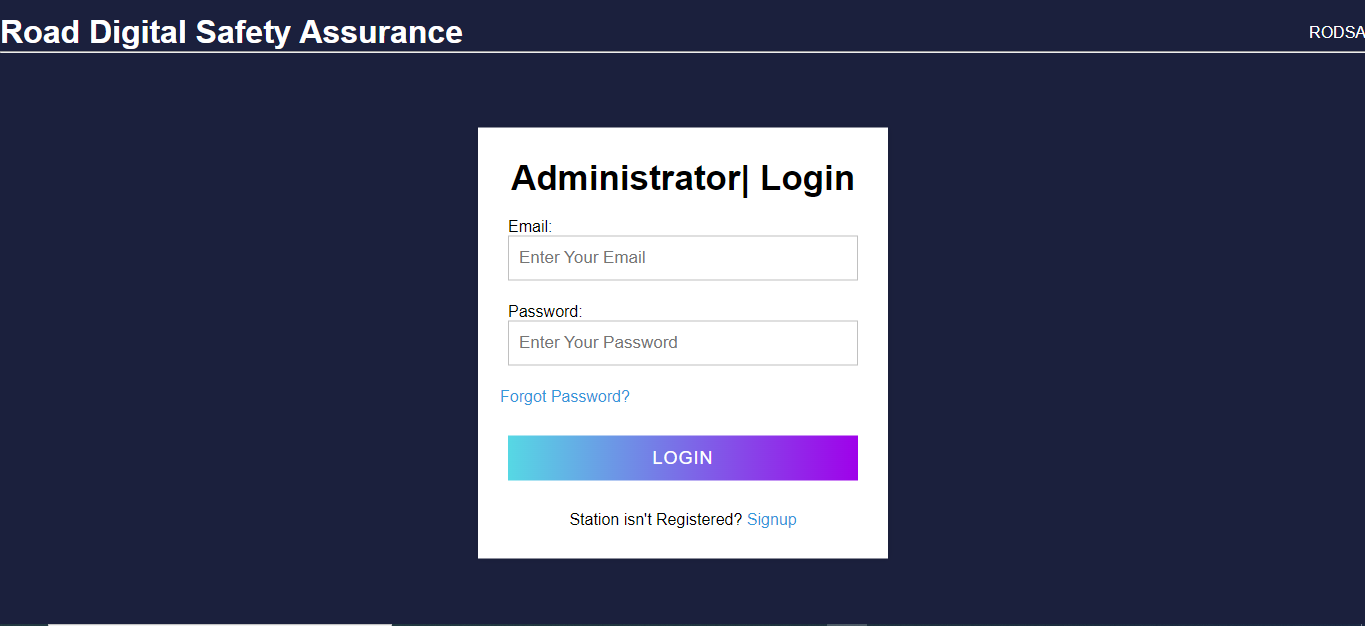 Road Digital Safety Assurance
RODSA
Administrator| Login
Email:
Enter Your Email
Password:
Enter Your Password
Forgot Password?
LOGIN
Station isn't Registered? Signup